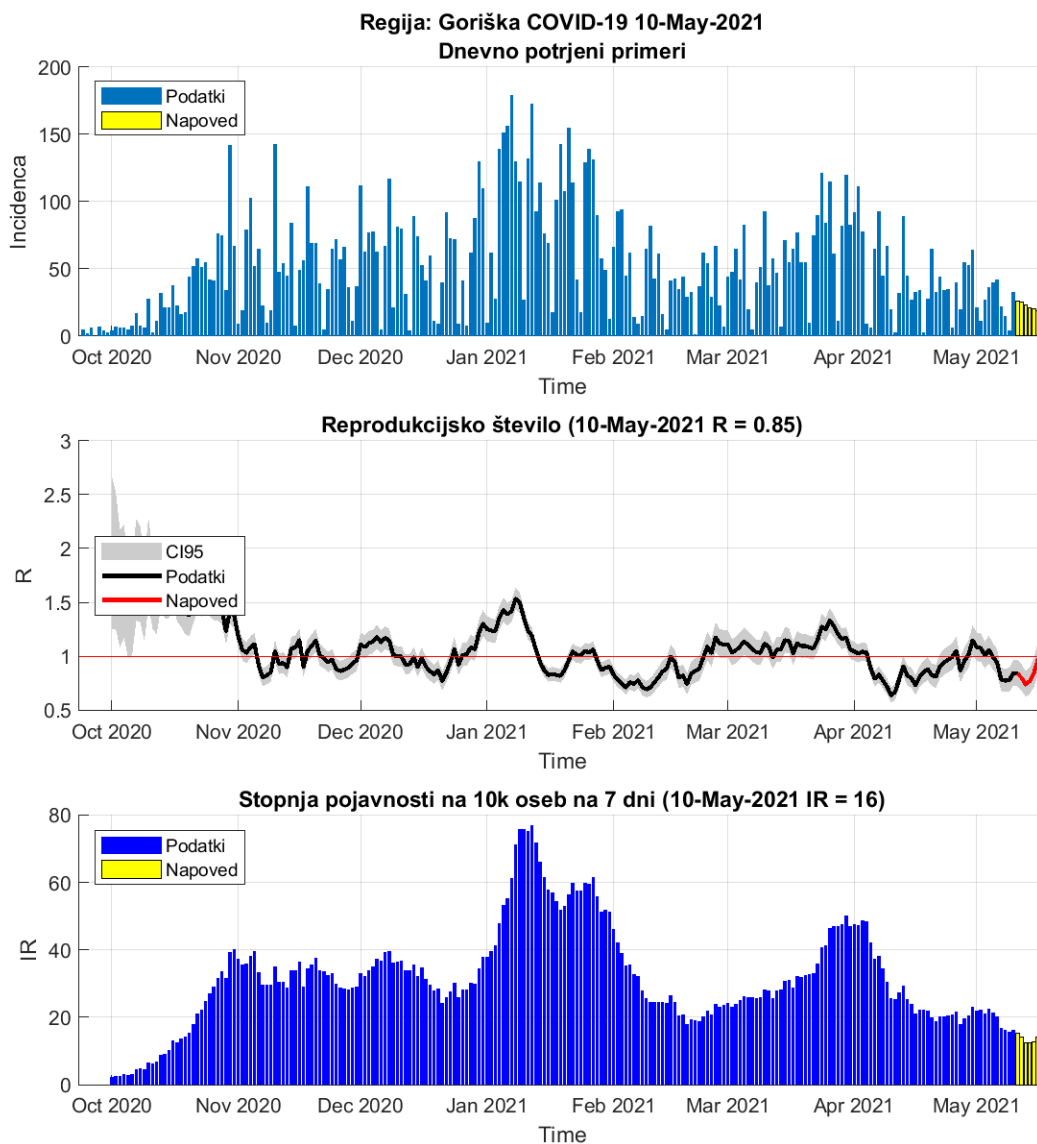 Regija: Goriška COVID-19 10-May-2021
Dnevno potrjeni primeri
200
150
100
50
0
Incidenca
Podatki
Napoved
Oct 2020 Nov 2020 Dec 2020 Jan 2021 Feb 2021 Mar 2021 Apr 2021 May 2021
Time
Reprodukcijsko število (10-May-2021 R = 0.85)
3
2.5
2
1.5
1
0.5
R
CI95
Podatki
Napoved
Oct 2020 Nov 2020 Dec 2020 Jan 2021 Feb 2021 Mar 2021 Apr 2021 May 2021
Time
Stopnja pojavnosti na 10k oseb na 7 dni (10-May-2021 IR = 16)
80
60
40
20
0
IR
Podatki
Napoved
Oct 2020 Nov 2020 Dec 2020 Jan 2021 Feb 2021 Mar 2021 Apr 2021 May 2021
Time